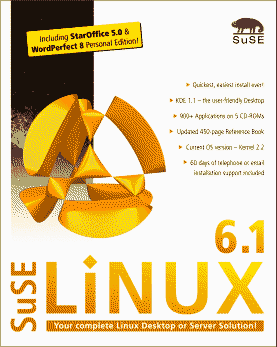 including StarOffice 5.0 &
WordPerfect 8 Personal Edition!
SuSE
Quickest, easiest install ever!
KDE 1.1 – the user-friendly Desktop
900+ Applications on 5 CD-ROMs
Updated 450-page Reference Book
Current OS version – Kernel 2.2
60 days of telephone or email
installation support included
6.1
SuSE
LiNUX
Your complete Linux Desktop or Server Solution!